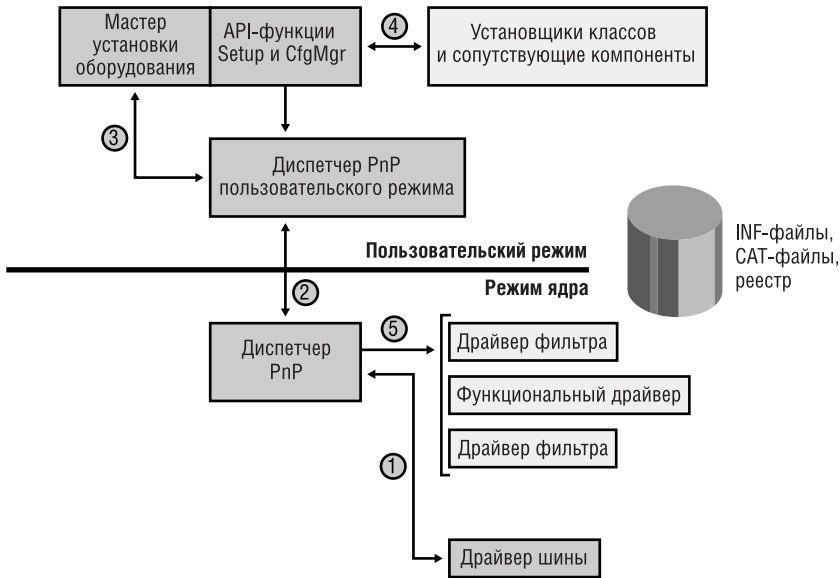 Мастер
установки
оборудования
API-функции
Setup и CfgMgr
4
Установщики классов
и сопутствующие компоненты
3
Диспетчер PnP
пользовательского режима
INF-файлы,
CAT-файлы,
реестр
Пользовательский режим
Режим ядра
2
Диспетчер
PnP
5
Драйвер фильтра
Функциональный драйвер
Драйвер фильтра
1
Драйвер шины